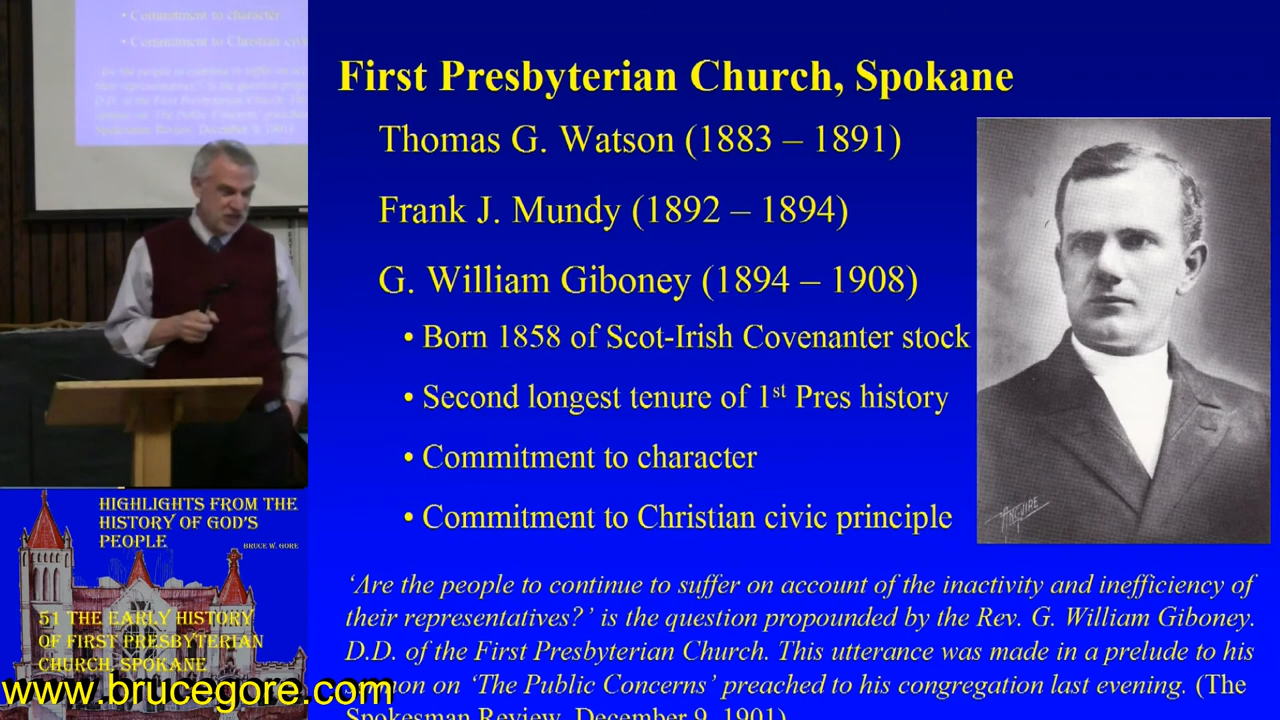 • Commitment to character
• Commitment to Christian civ
First Presbyterian Church, Spokane
Thomas G. Watson (1883 – 1891)
Frank J. Mundy (1892 – 1894)
G. William Giboney (1894 – 1908)
• Born 1858 of Scot-Irish Covenanter stock
• Second longest tenure of 1st Pres history
• Commitment to character
• Commitment to Christian civic principle
'Are the people to continue to suffer on account of the inactivity and inefficiency of
their representatives?' is the question propounded by the Rev. G. William Giboney.
D.D. of the First Presbyterian Church. This utterance was made in a prelude to his
sermon on 'The Public Concerns' preached to his congregation last evening. (The
Spokesman Review, December 9, 1901)
HIGHLIGHTS FROM THE
HISTORY OF GOD'S
PEOPLE
BRUCE W. GORE
51 THE EARLY HISTORY
OF FIRST PRESBYTERIAN
CHURCH, SPOKANE
www.brucegore.com